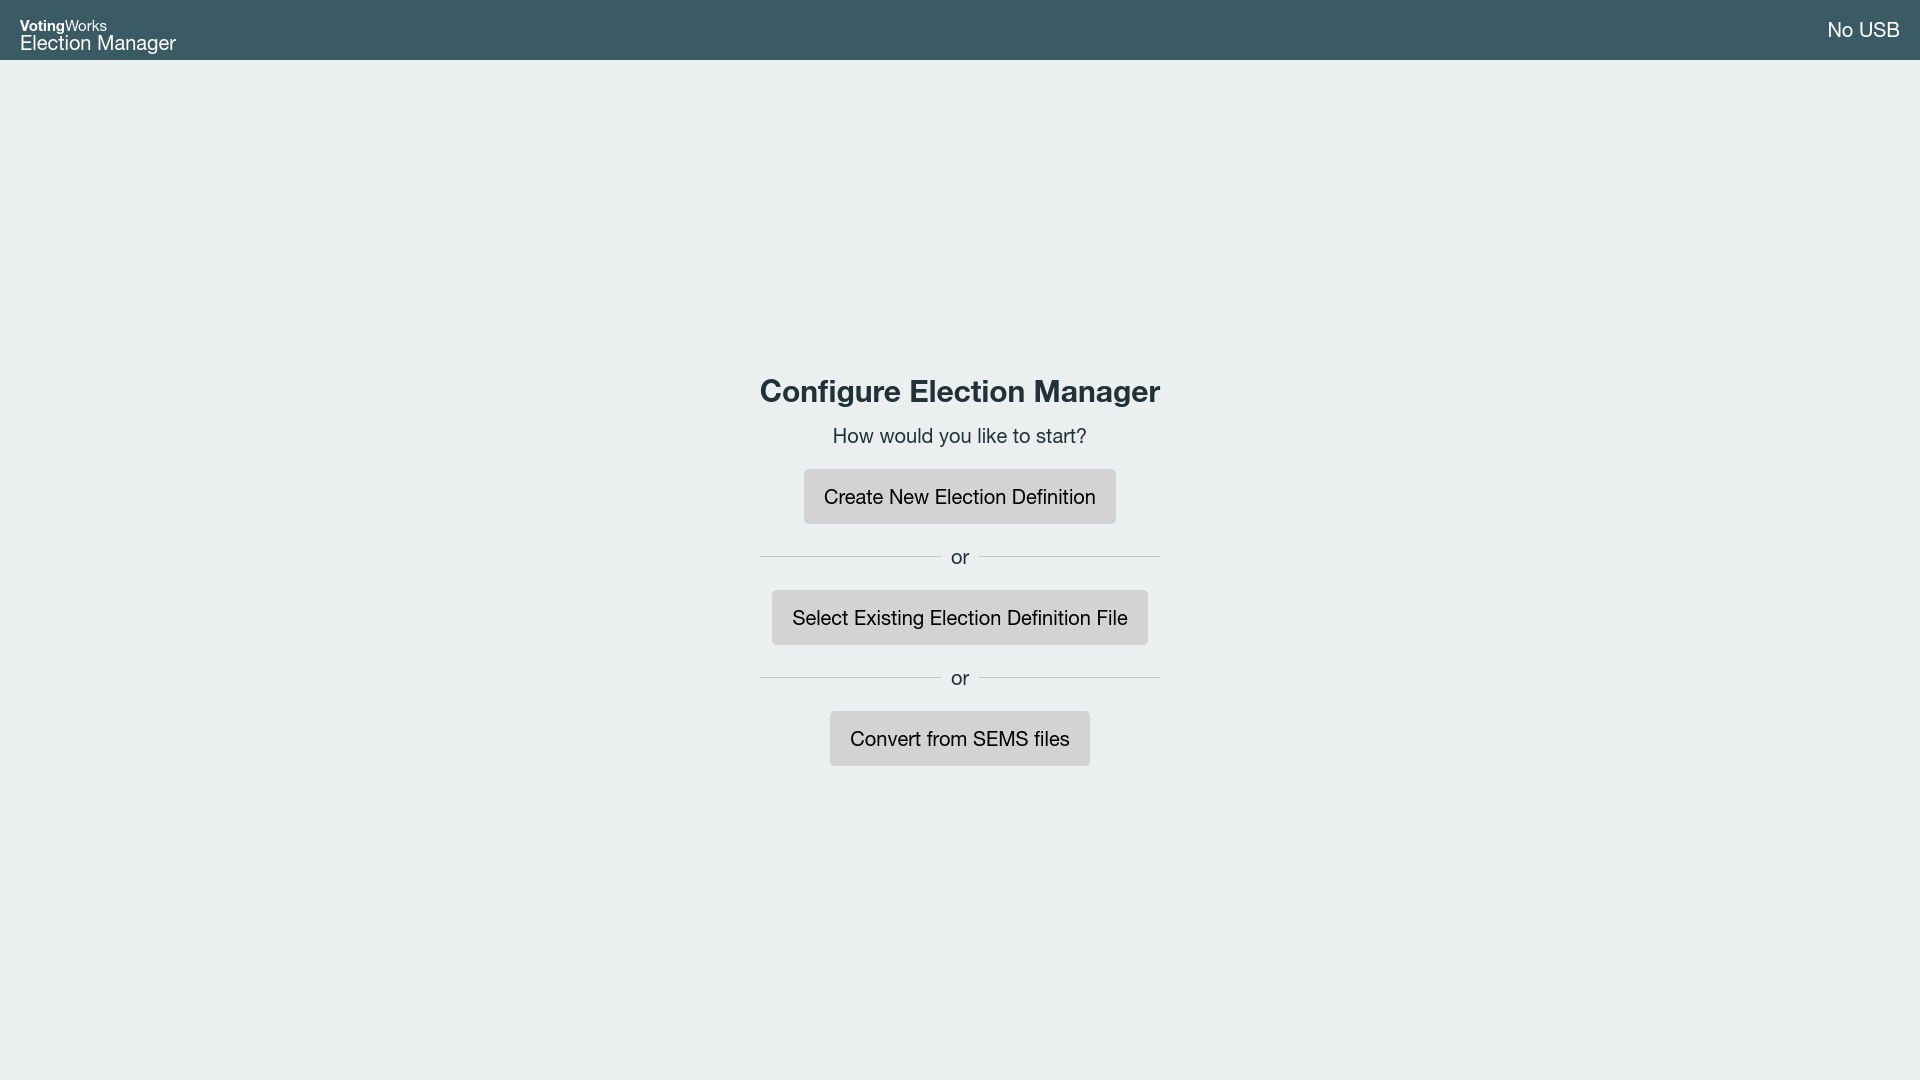 VotingWorks
Election Manager
No USB
Configure Election Manager
How would you like to start?
Create New Election Definition
or
Select Existing Election Definition File
or
Convert from SEMS files